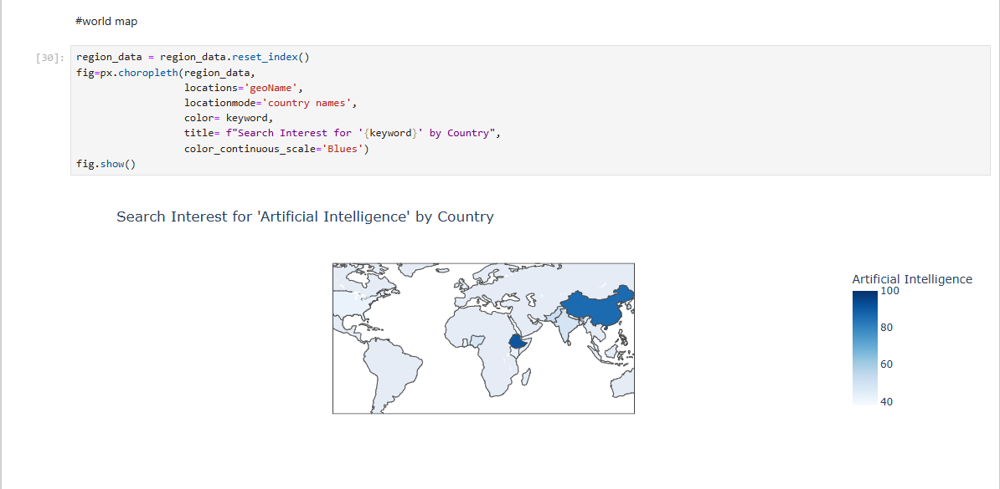 #world map
[30]:
region_data = region_data.reset_index()
fig=px.choropleth(region_data,
locations='geoName',
locationmode='country names',
color= keyword,
title= f"Search Interest for '{keyword}' by Country",
color_continuous_scale='Blues')
fig.show()
Search Interest for 'Artificial Intelligence' by Country
Artificial Intelligence
100
80
60
40